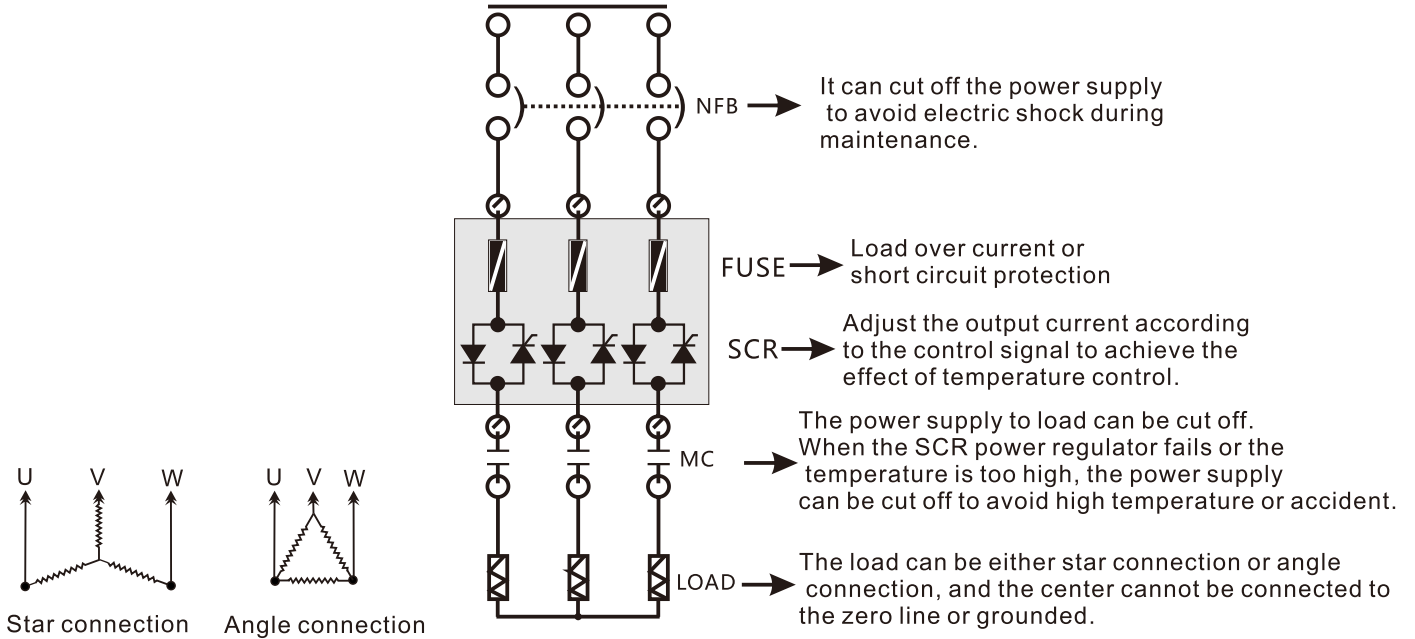 NFB
It can cut off the power supply
to avoid electric shock during
maintenance.
FUSE
Load over current or
short circuit protection
SCR
Adjust the output current according
to the control signal to achieve the
effect of temperature control.
MC
The power supply to load can be cut off.
When the SCR power regulator fails or the
temperature is too high, the power supply
can be cut off to avoid high temperature or accident.
LOAD
The load can be either star connection or angle
connection, and the center cannot be connected to
the zero line or grounded.
U V W
Star connection
U V W
Angle connection